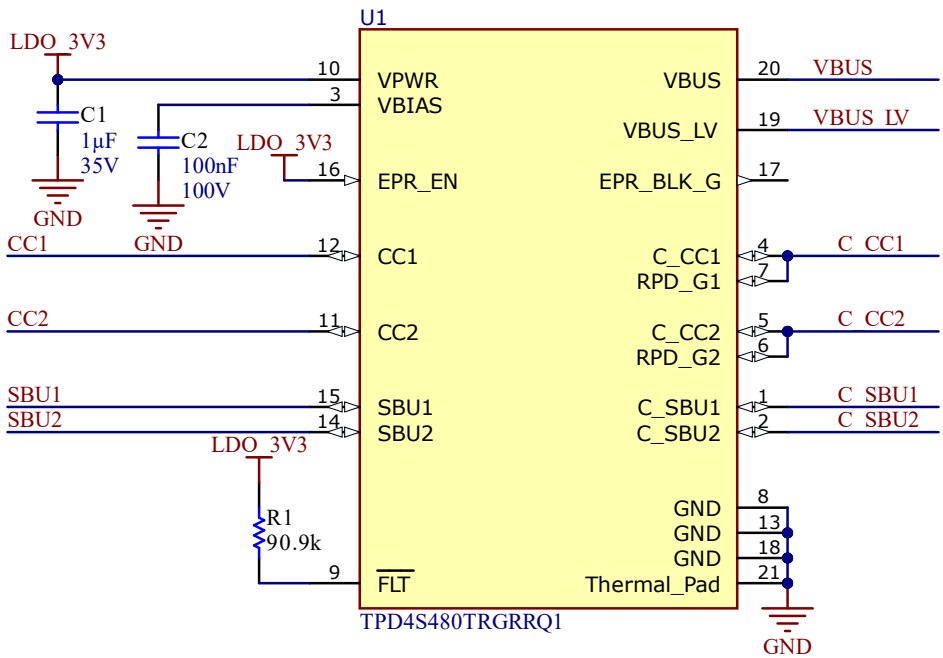 U1
LDO_3V3
10 VPWR VBUS 20 VBUS
3 VBIAS
C1
1µF
35V
VBUS_LV 19 VBUS_LV
C2
100nF
100V
LDO_3V3
16 EPR_EN EPR_BLK_G 17
GND
GND
CC1 12 CC1 C_CC1 4 C_CC1
RPD_G1 7
CC2 11 CC2 C_CC2 5 C_CC2
RPD_G2 6
SBU1 15 SBU1 C_SBU1 1 C_SBU1
SBU2 14 SBU2 C_SBU2 2 C_SBU2
LDO_3V3
R1
90.9k
GND 8
GND 13
GND 18
9 FLT Thermal_Pad 21
TPD4S480TRGRRQ1
GND